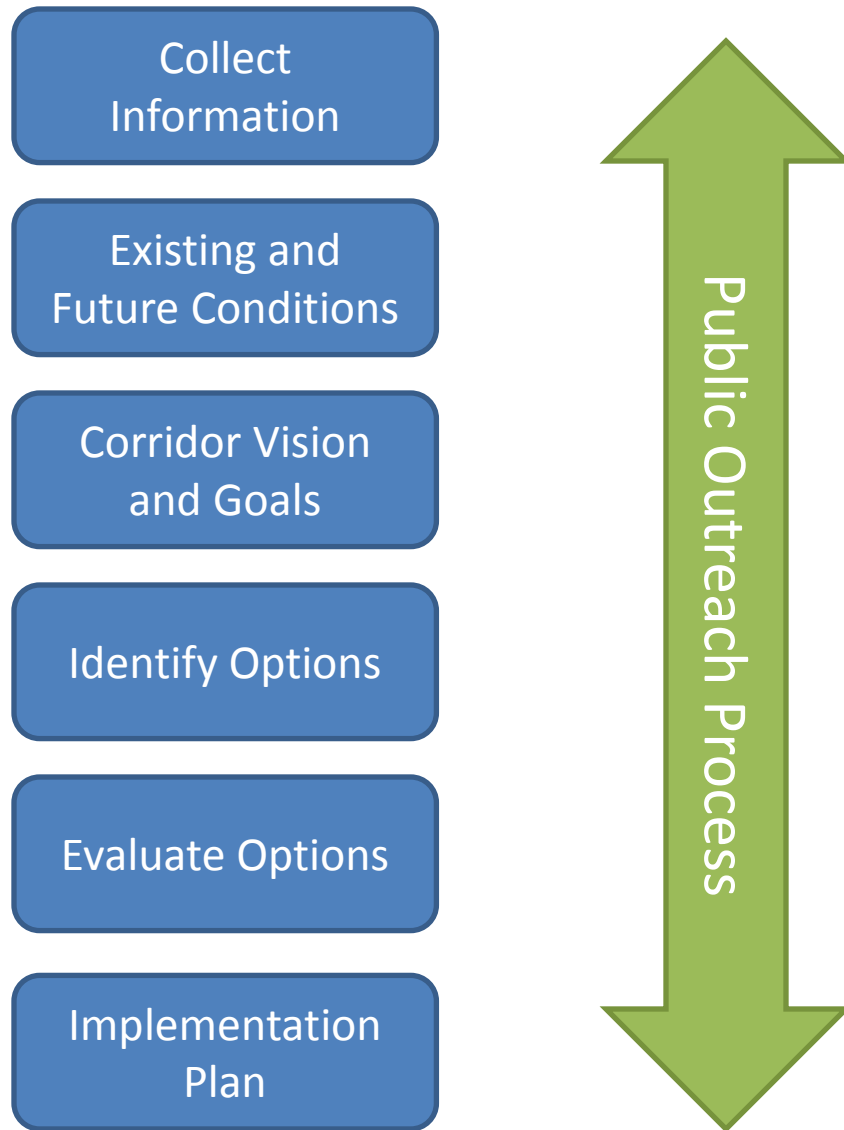 Collect
Information
Existing and
Future Conditions
Corridor Vision
and Goals
Identify Options
Evaluate Options
Implementation
Plan
Public Outreach Process